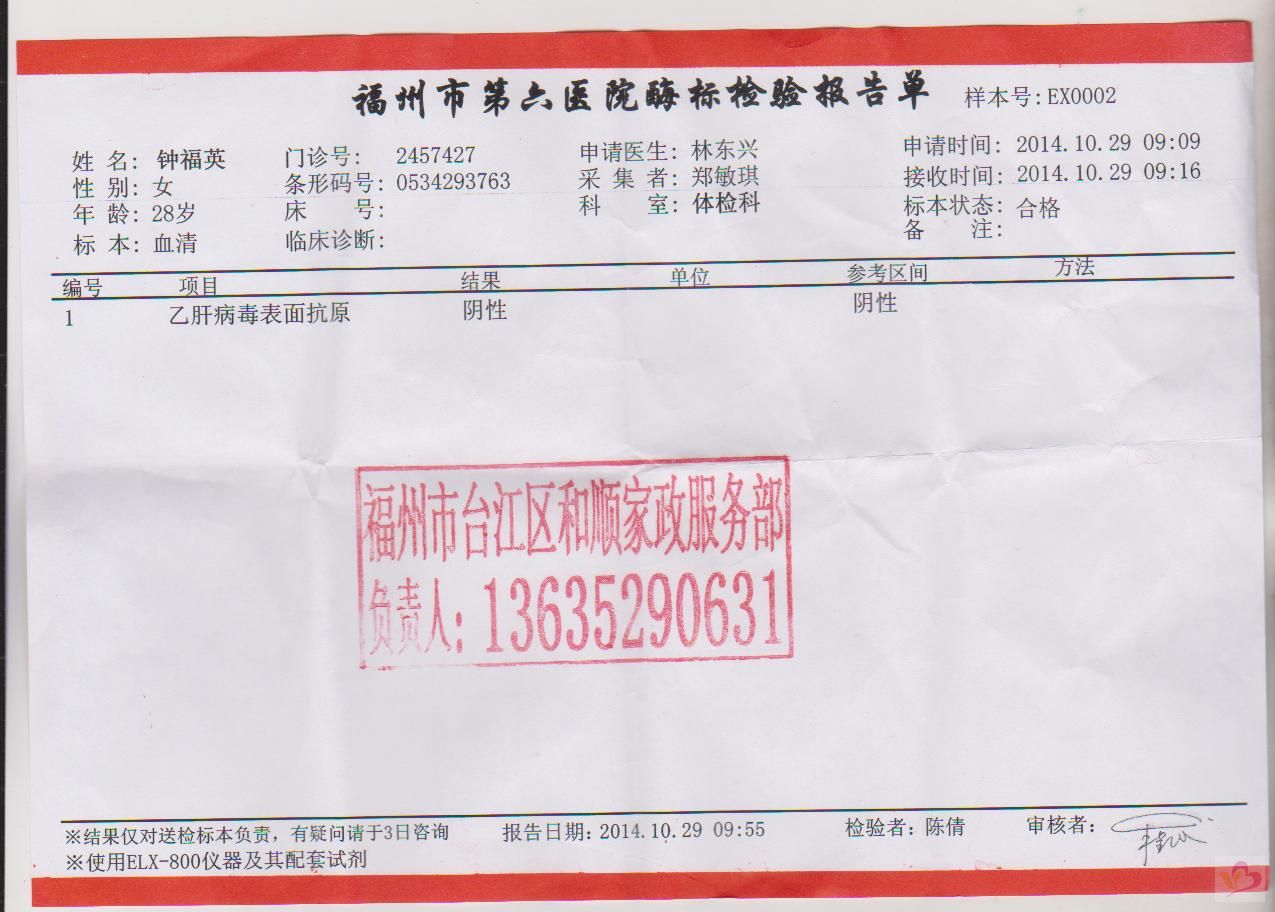 福州市第六医院酶标检验报告单 样本号:EX0002
姓 名: 钟福英 门诊号: 2457427 申请医生: 林东兴 申请时间: 2014.10.29 09:09
性 别: 女 条形码号: 0534293763 采 集 者: 郑敏琪 接收时间: 2014.10.29 09:16
年 龄: 28岁 床 号: 科 室: 体检科 标本状态: 合格
标 本: 血清 临床诊断: 备 注:
编号 项目 结果 单位 参考区间 方法
1 乙肝病毒表面抗原 阴性 阴性
福州市台江区和顺家政服务部
负责人: 13635290631
※结果仅对送检标本负责，有疑问请于3日咨询 报告日期: 2014.10.29 09:55 检验者: 陈倩 审核者:
※使用ELX-800仪器及其配套试剂